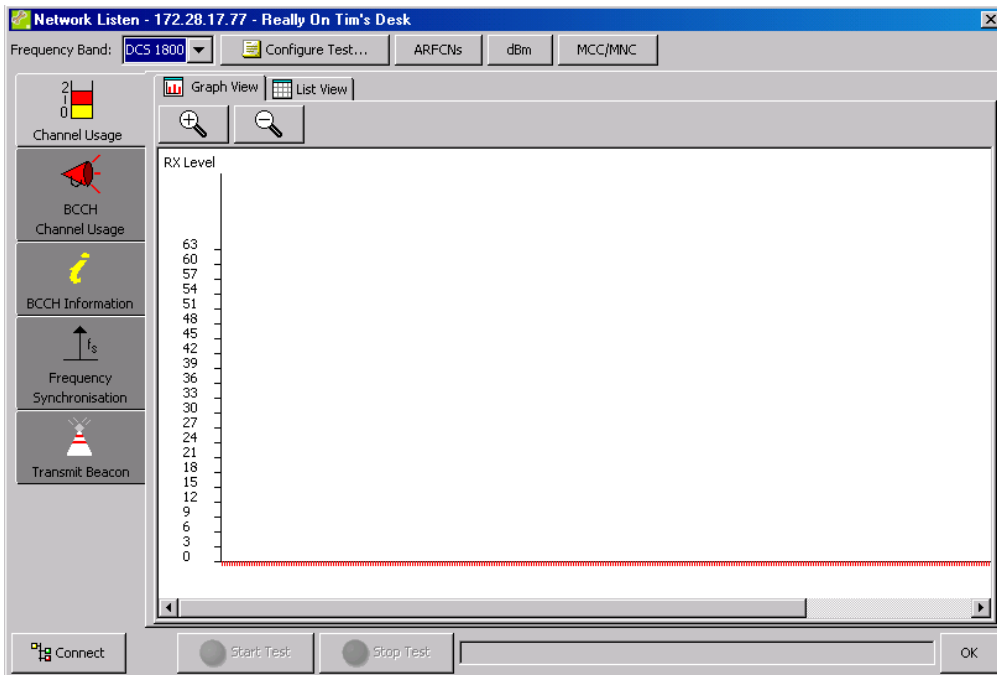 Network Listen - 172.28.17.77 - Really On Tim's Desk
Frequency Band: DCS 1800 Configure Test... ARFCNs dBm MCC/MNC
Graph View List View
2
1
0
Channel Usage
BCCH
Channel Usage
BCCH Information
fs
Frequency
Synchronisation
Transmit Beacon
RX Level
63
60
57
54
51
48
45
42
39
36
33
30
27
24
21
18
15
12
9
6
3
0
Connect Start Test Stop Test OK